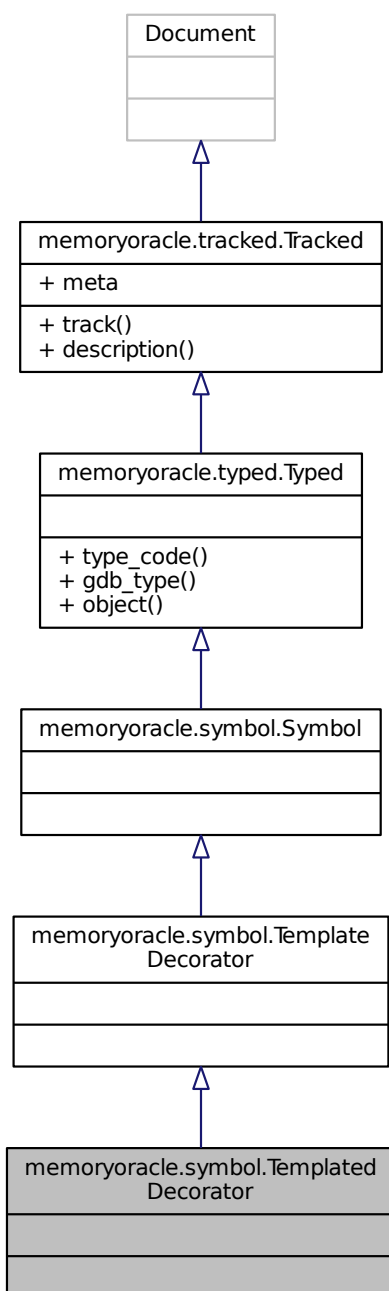 Document
memoryoracle.tracked.Tracked
+ meta
+ track()
+ description()
memoryoracle.typed.Typed
+ type_code()
+ gdb_type()
+ object()
memoryoracle.symbol.Symbol
memoryoracle.symbol.Template
Decorator
memoryoracle.symbol.Templated
Decorator